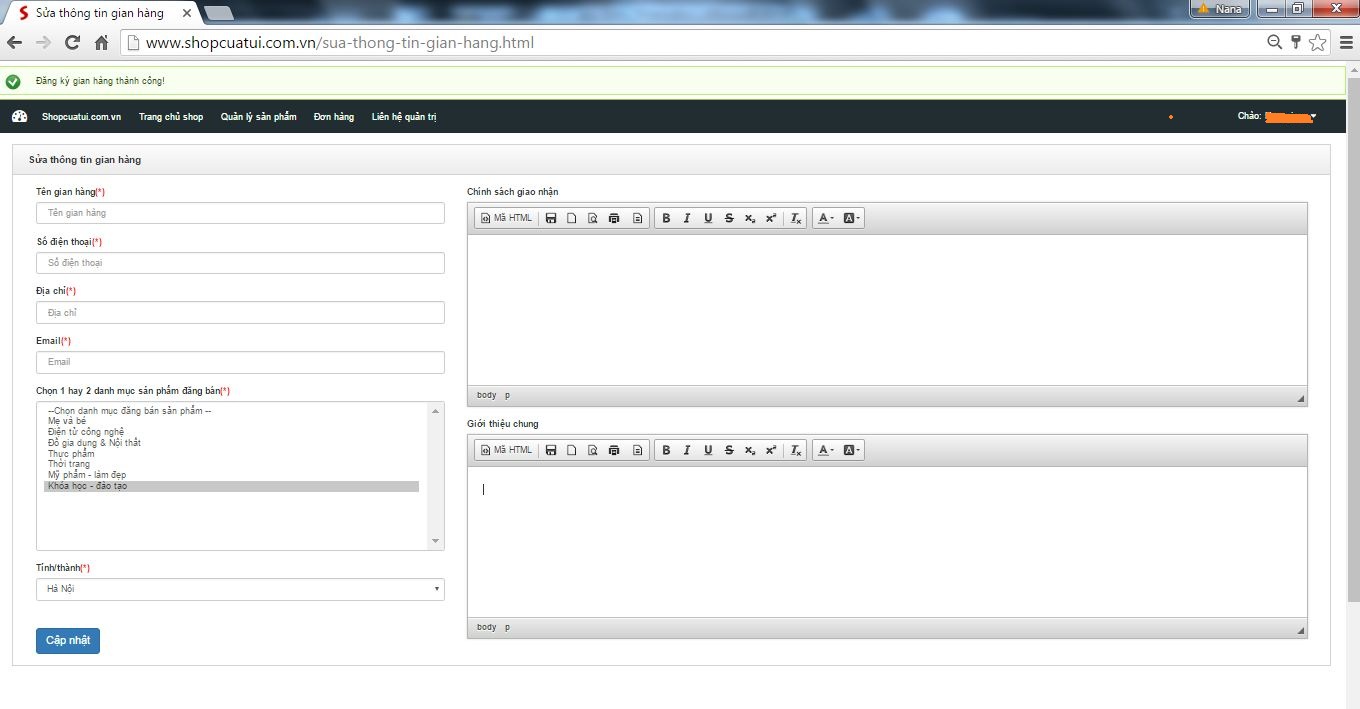 Sửa thông tin gian hàng
Nana
www.shopcuatui.com.vn/sua-thong-tin-gian-hang.html
Đăng ký gian hàng thành công!
Shopcuatui.com.vn Trang chủ shop Quản lý sản phẩm Đơn hàng Liên hệ quản trị Chào:
Sửa thông tin gian hàng
Tên gian hàng(*)
Tên gian hàng
Số điện thoại(*)
Số điện thoại
Địa chỉ(*)
Địa chỉ
Email(*)
Email
Chọn 1 hay 2 danh mục sản phẩm đăng bán(*)
--Chọn danh mục đăng bán sản phẩm --
Mẹ và bé
Điện tử công nghệ
Đồ gia dụng & Nội thất
Thực phẩm
Thời trang
Mỹ phẩm - làm đẹp
Khóa học - đào tạo
Tỉnh/thành(*)
Hà Nội
Cập nhật
Chính sách giao nhận
Mã HTML B I U S x₂ x² Tx A A
body p
Giới thiệu chung
Mã HTML B I U S x₂ x² Tx A A
body p